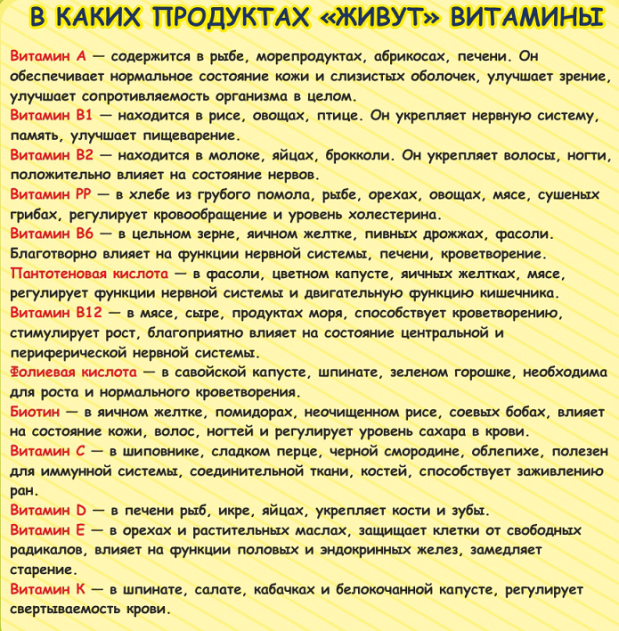 В КАКИХ ПРОДУКТАХ «ЖИВУТ» ВИТАМИНЫ
Витамин А — содержится в рыбе, морепродуктах, абрикосах, печени. Он
обеспечивает нормальное состояние кожи и слизистых оболочек, улучшает зрение,
улучшает сопротивляемость организма в целом.
Витамин В1 — находится в рисе, овощах, птице. Он укрепляет нервную систему,
память, улучшает пищеварение.
Витамин В2 — находится в молоке, яйцах, брокколи. Он укрепляет волосы, ногти,
положительно влияет на состояние нервов.
Витамин РР — в хлебе из грубого помола, рыбе, орехах, овощах, мясе, сушеных
грибах, регулирует кровообращение и уровень холестерина.
Витамин В6 — в цельном зерне, яичном желтке, пивных дрожжах, фасоли.
Благотворно влияет на функции нервной системы, печени, кроветворение.
Пантотеновая кислота — в фасоли, цветном капусте, яичных желтках, мясе,
регулирует функции нервной системы и двигательную функцию кишечника.
Витамин В12 — в мясе, сыре, продуктах моря, способствует кроветворению,
стимулирует рост, благоприятно влияет на состояние центральной и
периферической нервной системы.
Фолиевая кислота — в савойской капусте, шпинате, зеленом горошке, необходима
для роста и нормального кроветворения.
Биотин — в яичном желтке, помидорах, неочищенном рисе, соевых бобах, влияет
на состояние кожи, волос, ногтей и регулирует уровень сахара в крови.
Витамин С — в шиповнике, сладком перце, черной смородине, облепихе, полезен
для иммунной системы, соединительной ткани, костей, способствует заживлению
ран.
Витамин D — в печени рыб, икре, яйцах, укрепляет кости и зубы.
Витамин Е — в орехах и растительных маслах, защищает клетки от свободных
радикалов, влияет на функции половых и эндокринных желез, замедляет
старение.
Витамин К — в шпинате, салате, кабачках и белокочанной капусте, регулирует
свертываемость крови.